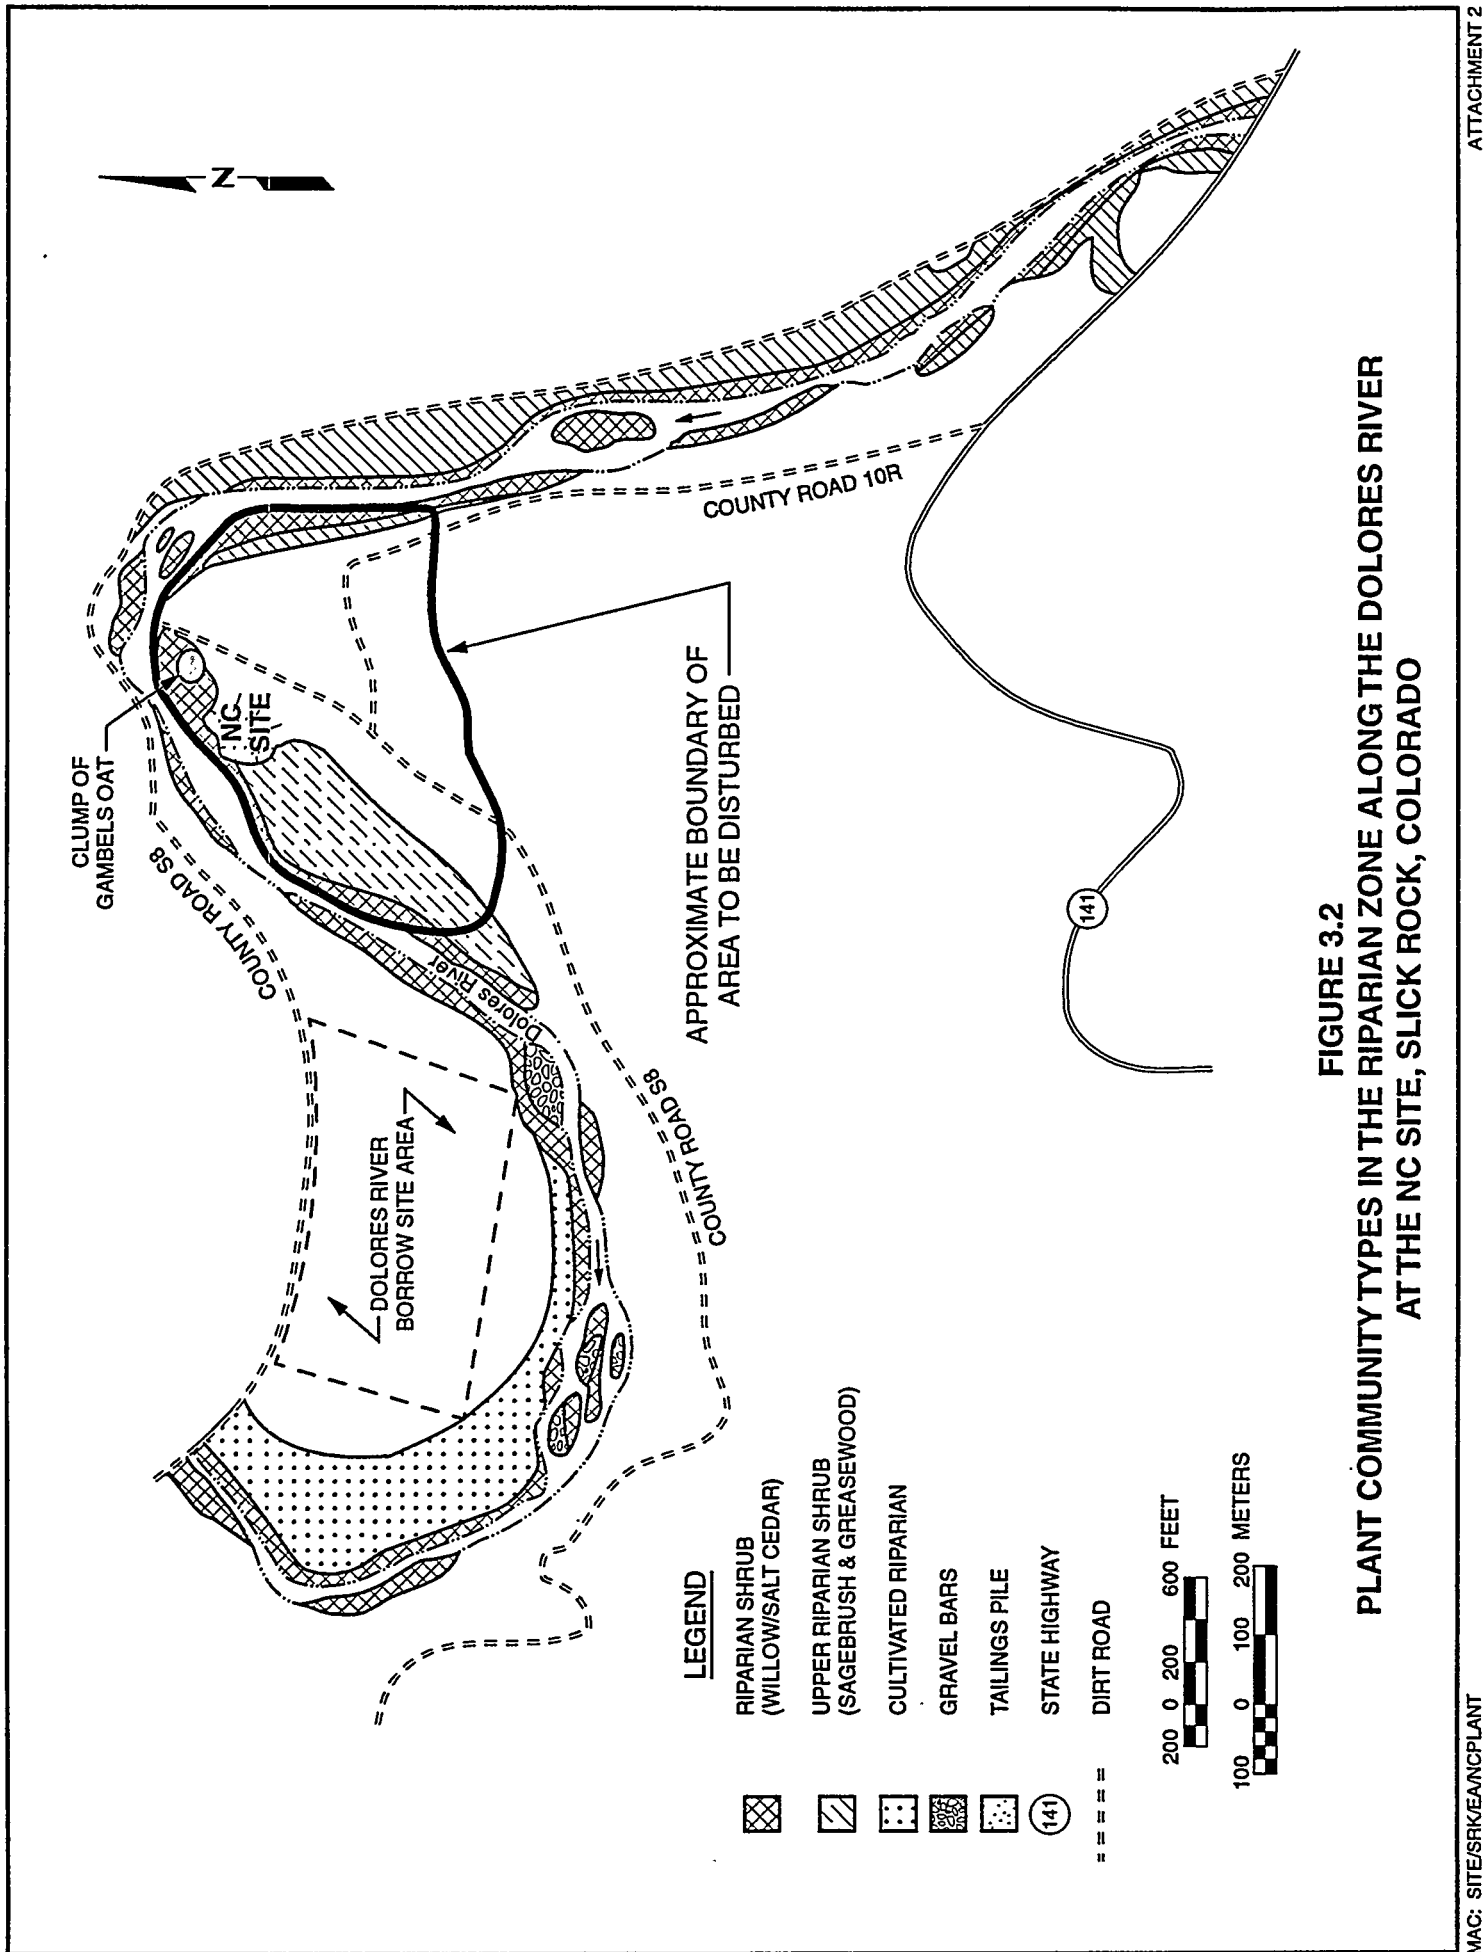 CLUMP OF
GAMBELS OAT
COUNTY ROAD S8
NC
SITE
N
DOLORES RIVER
BORROW SITE AREA
Dolores River
COUNTY ROAD S8
APPROXIMATE BOUNDARY OF
AREA TO BE DISTURBED
COUNTY ROAD 10R
141
LEGEND
RIPARIAN SHRUB
(WILLOW/SALT CEDAR)
UPPER RIPARIAN SHRUB
(SAGEBRUSH & GREASEWOOD)
CULTIVATED RIPARIAN
GRAVEL BARS
TAILINGS PILE
141
STATE HIGHWAY
DIRT ROAD
200 0 200 600 FEET
100 0 100 200 METERS
FIGURE 3.2
PLANT COMMUNITY TYPES IN THE RIPARIAN ZONE ALONG THE DOLORES RIVER
AT THE NC SITE, SLICK ROCK, COLORADO
MAC: SITE/SRK/EA/NCPLANT
ATTACHMENT 2